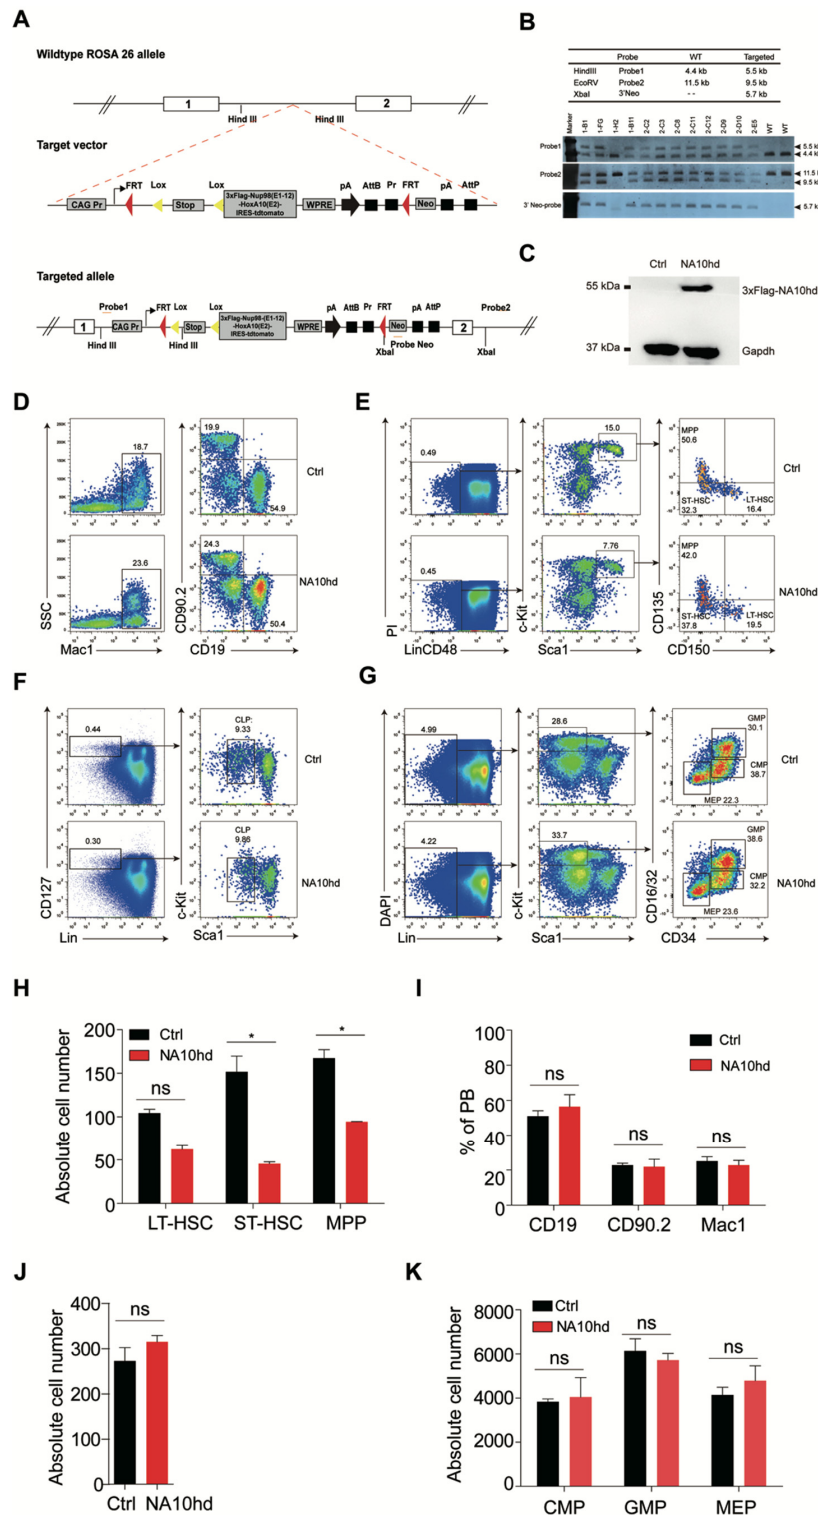 A
Wildtype ROSA 26 allele
1
2
Hind III
Hind III
Target vector
CAG Pr
FRT
Lox
Stop
Lox
3xFlag-Nup98(E1-12)
-HoxA10(E2)-
IRES-tdtomato
WPRE
pA
AttB
Pr
FRT
Neo
pA
AttP
Targeted allele
Probe1
FRT
Lox
Lox
pA
AttB
Pr
FRT
pA
AttP
Probe2
1
CAG Pr
Stop
3xFlag-Nup98-(E1-12)
-HOXA10(E2)-
IRES-tdtomato
WPRE
Neo
2
Hind III
Hind III
Probe Neo
XbaI
XbaI
B
Probe WT Targeted
HindIII Probe1 4.4 kb 5.5 kb
EcoRV Probe2 11.5 kb 9.5 kb
XbaI 3'Neo -- 5.7 kb
Marker 1-B1 1-FG 1-H2 1-B11 2-C2 2-C3 2-C8 2-C11 2-C12 2-D9 2-D10 2-E5 WT WT
Probe1
5.5 kb
4.4 kb
Probe2
11.5 kb
9.5 kb
3' Neo-probe
5.7 kb
C
Ctrl NA10hd
55 kDa
3xFlag-NA10hd
37 kDa
Gapdh
D
18.7
19.9
54.9
Ctrl
23.6
24.3
50.4
NA10hd
SSC
Mac1
CD90.2
CD19
E
0.49
15.0
MPP
50.6
ST-HSC
32.3
LT-HSC
16.4
Ctrl
0.45
7.76
MPP
42.0
ST-HSC
37.8
LT-HSC
19.5
NA10hd
PI
LinCD48
c-Kit
Sca1
CD135
CD150
F
0.44
CLP:
9.33
Ctrl
0.30
CLP
9.86
NA10hd
CD127
Lin
c-Kit
Sca1
G
4.99
28.6
GMP
30.1
CMP
38.7
MEP 22.3
Ctrl
4.22
33.7
GMP
38.6
CMP
32.2
MEP 23.6
NA10hd
DAPI
Lin
c-Kit
Sca1
CD16/32
CD34
H
Absolute cell number
200
150
100
50
0
Ctrl
NA10hd
ns
*
*
LT-HSC ST-HSC MPP
I
% of PB
100
80
60
40
20
0
Ctrl
NA10hd
ns
ns
ns
CD19 CD90.2 Mac1
J
Absolute cell number
400
300
200
100
0
ns
Ctrl NA10hd
K
Absolute cell number
8000
6000
4000
2000
0
Ctrl
NA10hd
ns
ns
ns
CMP GMP MEP